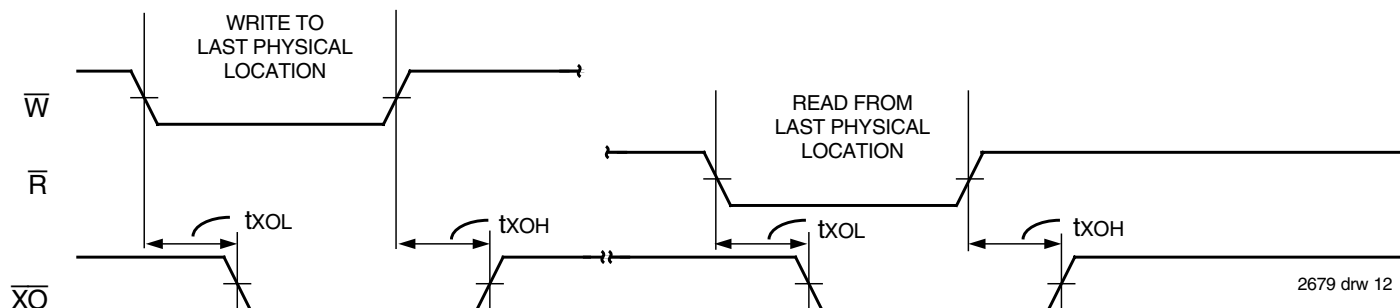 WRITE TO
LAST PHYSICAL
LOCATION
W
READ FROM
LAST PHYSICAL
LOCATION
R
tXOL
tXOH
tXOL
tXOH
XO
2679 drw 12